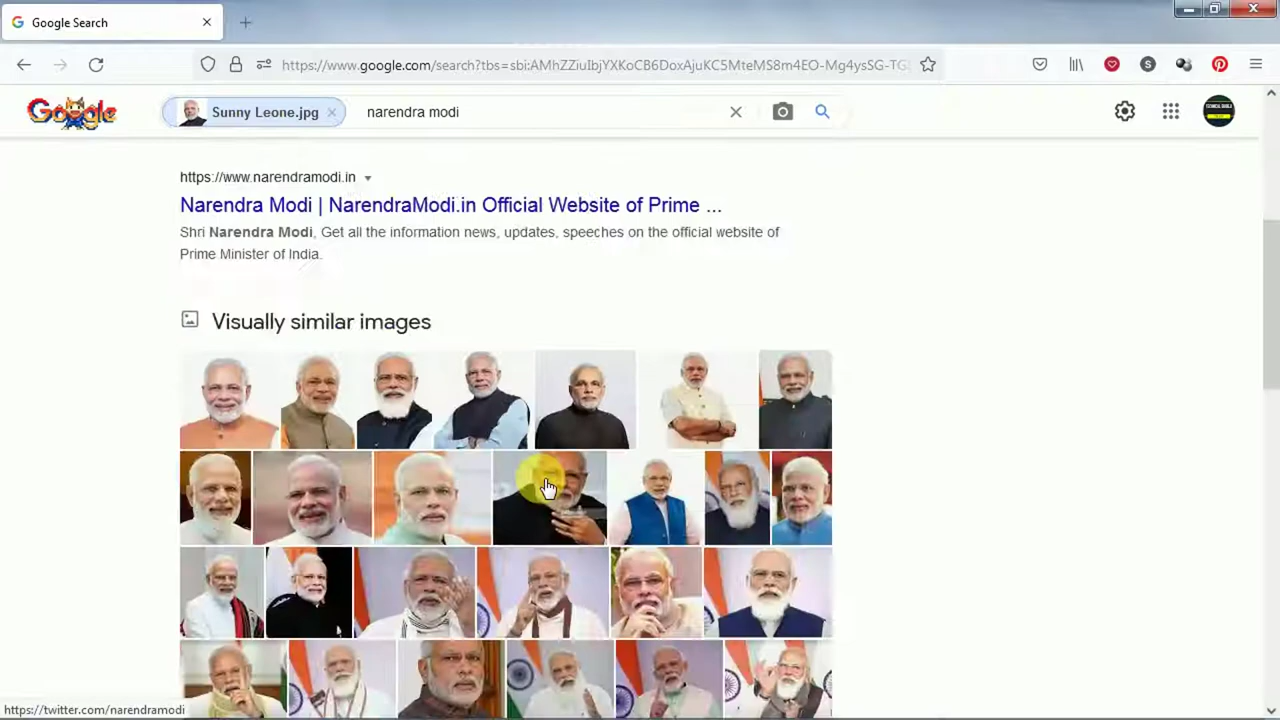 Google Search
https://www.google.com/search?tbs=sbi:AMhZZiuIbjYXKoCB6DoxAjuKC5MteMS8m4EO-Mg4ysSG-TG
Google
Sunny Leone.jpg
narendra modi
https://www.narendramodi.in
Narendra Modi | NarendraModi.in Official Website of Prime ...
Shri Narendra Modi, Get all the information news, updates, speeches on the official website of
Prime Minister of India.
Visually similar images
https://twitter.com/narendramodi